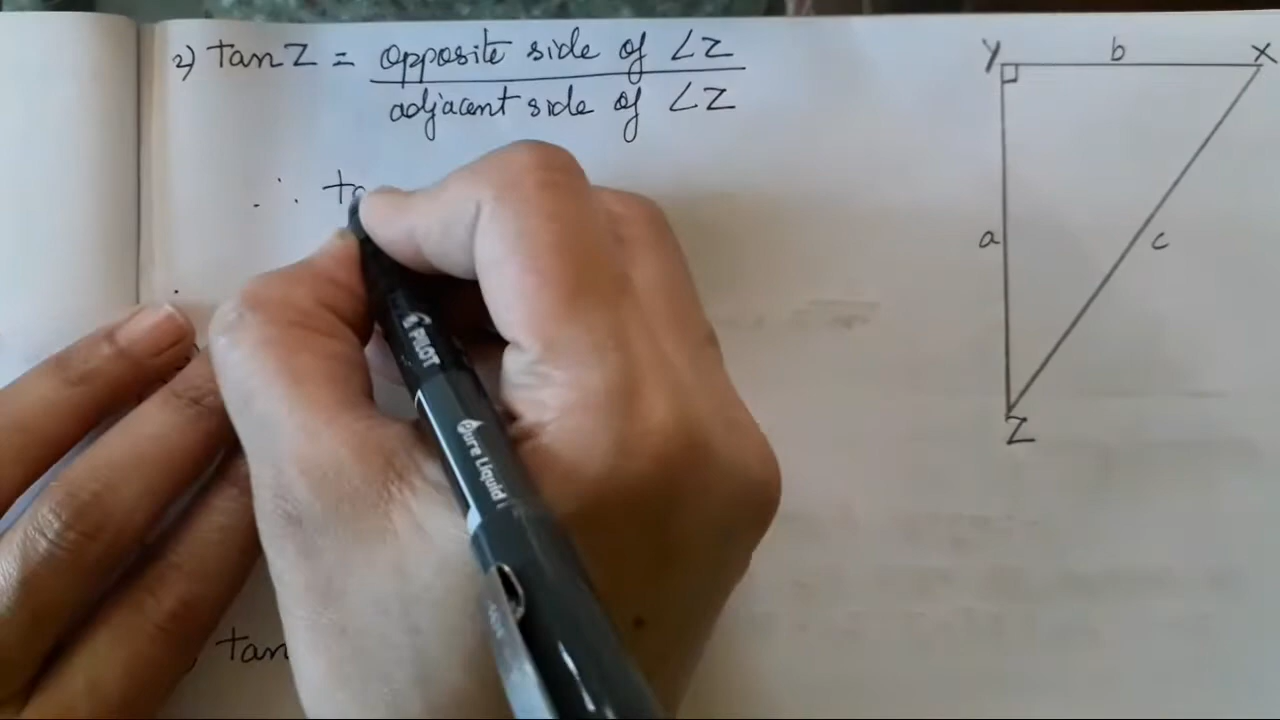 2) tan Z = opposite side of ∠Z
adjacent side of ∠Z
∴ ta
Y b X
a c
Z
PILOT
Pure Liquid
tan